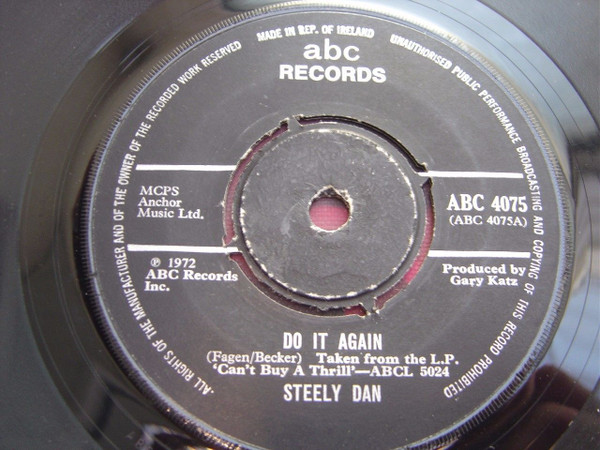 MADE IN REP. OF IRELAND
ALL RIGHTS OF THE MANUFACTURER AND OF THE OWNER OF THE RECORDED WORK RESERVED
UNAUTHORISED PUBLIC PERFORMANCE BROADCASTING AND COPYING OF THIS RECORD PROHIBITED
abc
RECORDS
MCPS
Anchor
Music Ltd.
ABC 4075
(ABC 4075A)
℗ 1972
ABC Records
Inc.
Produced by
Gary Katz
DO IT AGAIN
(Fagen/Becker) Taken from the L.P.
'Can't Buy A Thrill'—ABCL 5024
STEELY DAN